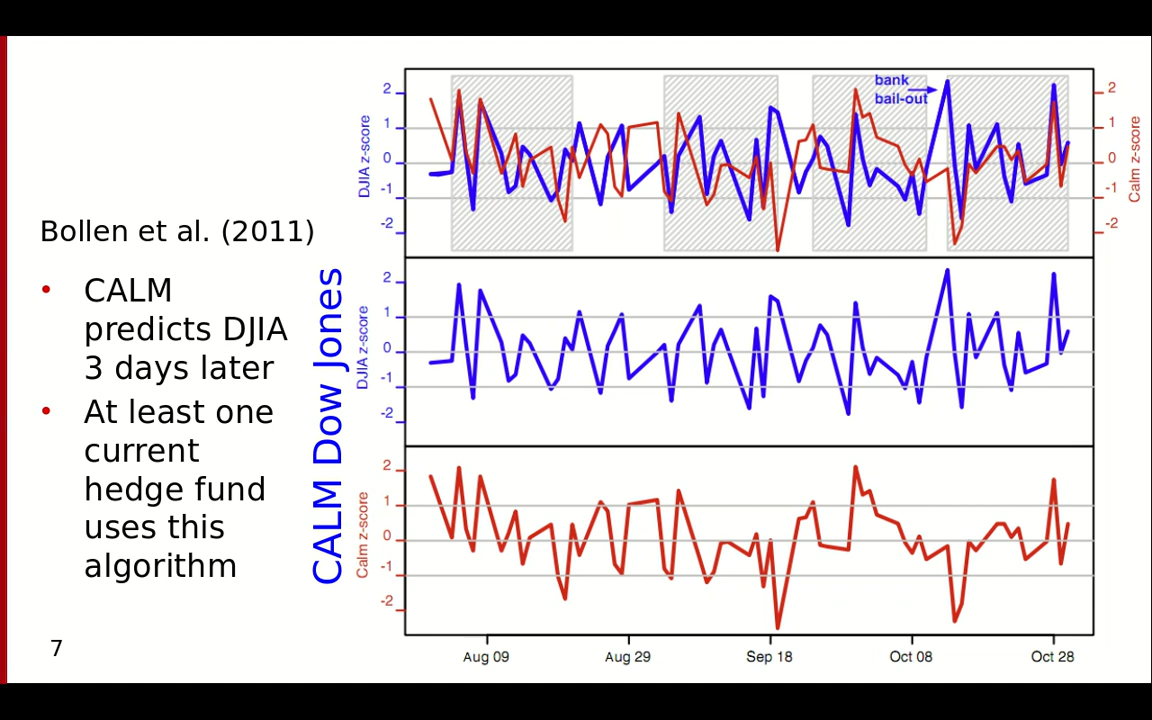 Bollen et al. (2011)
• CALM
predicts DJIA
3 days later
• At least one
current
hedge fund
uses this
algorithm
7
CALM Dow Jones
DJIA z-score
2
1
0
-1
-2
bank
bail-out
2
1
0
-1
-2
Calm z-score
DJIA z-score
2
1
0
-1
-2
Calm z-score
2
1
0
-1
-2
Aug 09 Aug 29 Sep 18 Oct 08 Oct 28